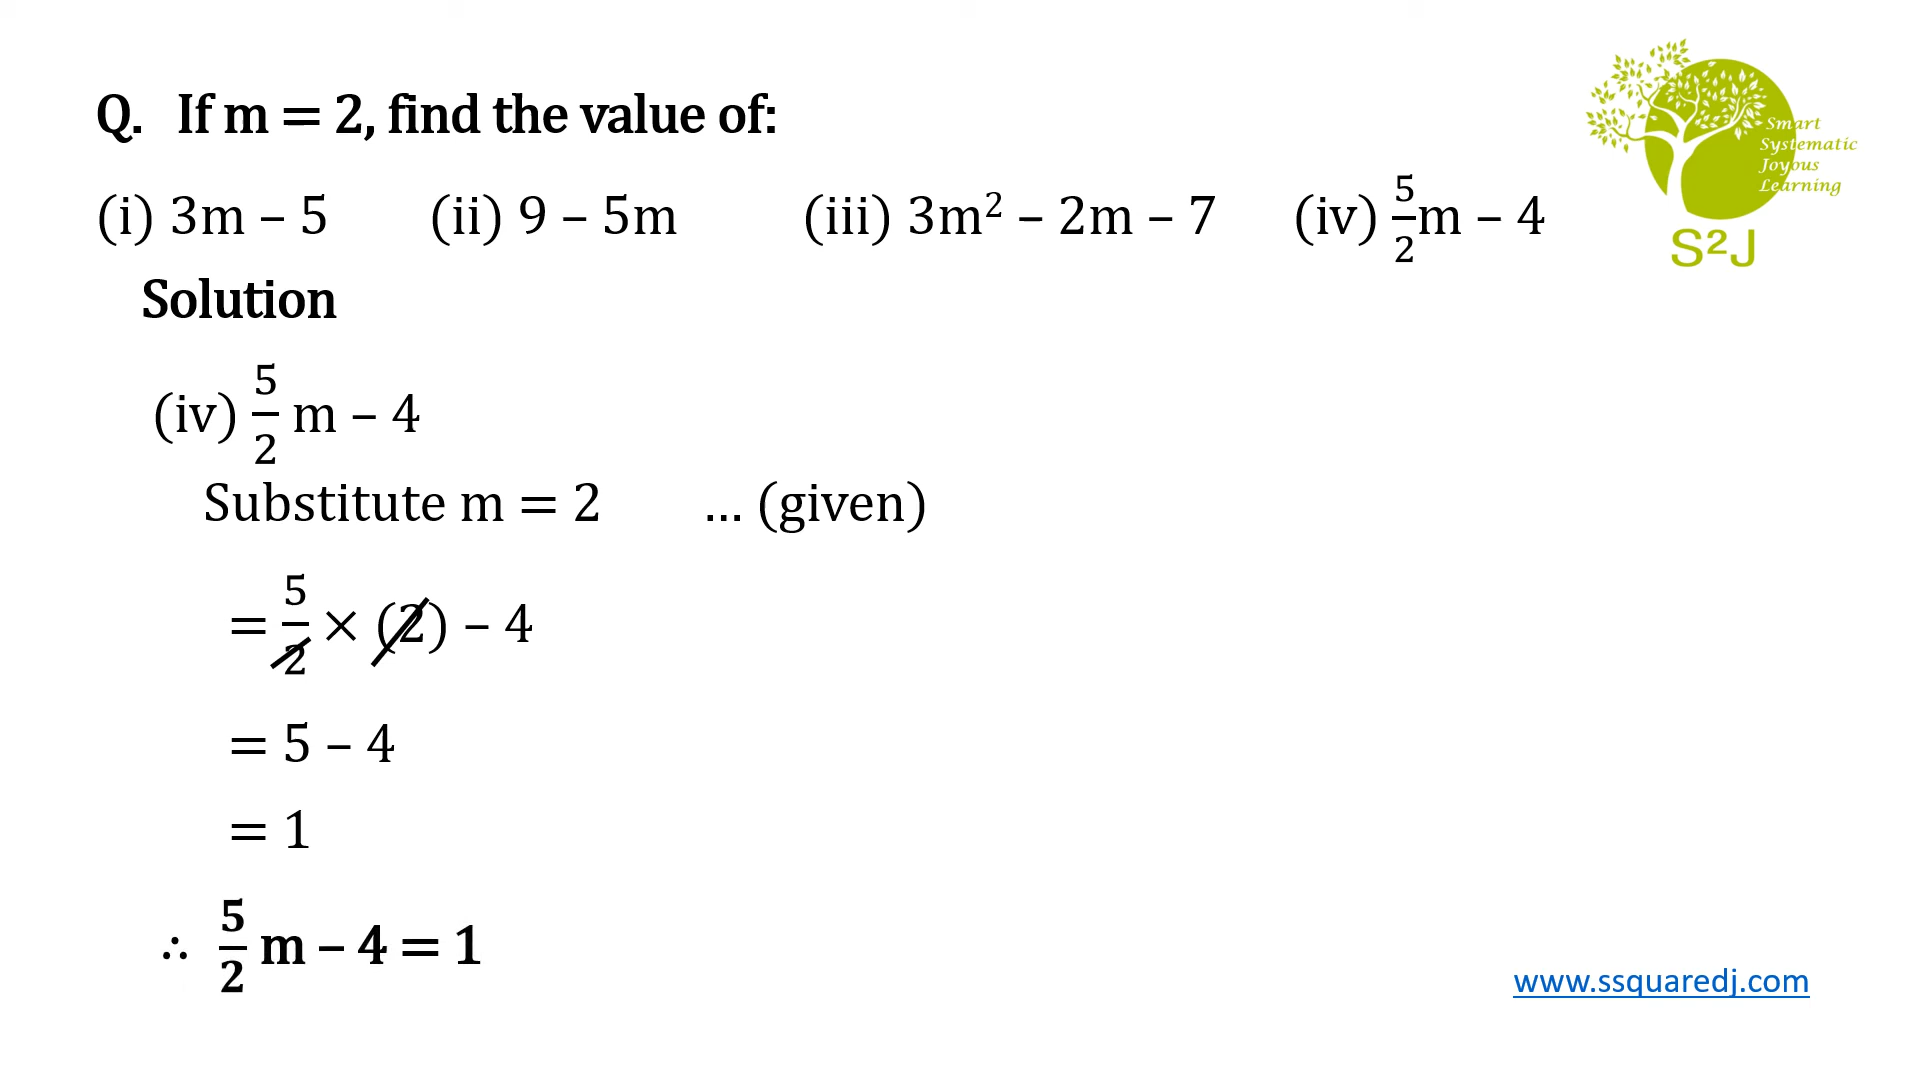 Q. If m = 2, find the value of:
(i) 3m – 5 (ii) 9 – 5m (iii) 3m² – 2m – 7 (iv) 5/2 m – 4
Smart
Systematic
Joyous
Learning
S²J
Solution
(iv) 5/2 m – 4
Substitute m = 2 ... (given)
= 5/2 × (2) – 4
= 5 – 4
= 1
∴ 5/2 m – 4 = 1
www.ssquaredj.com